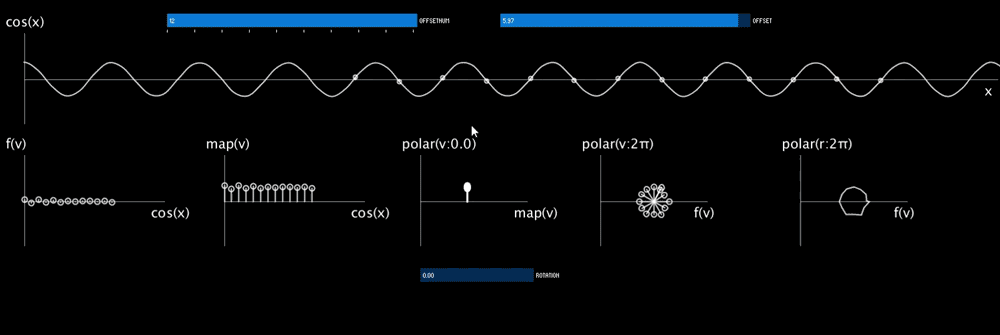 cos(x)
12 OFFSETNUM
5.97 OFFSET
x
f(v)
map(v)
polar(v:0.0)
polar(v:2π)
polar(r:2π)
cos(x)
cos(x)
map(v)
f(v)
f(v)
0.00 ROTATION